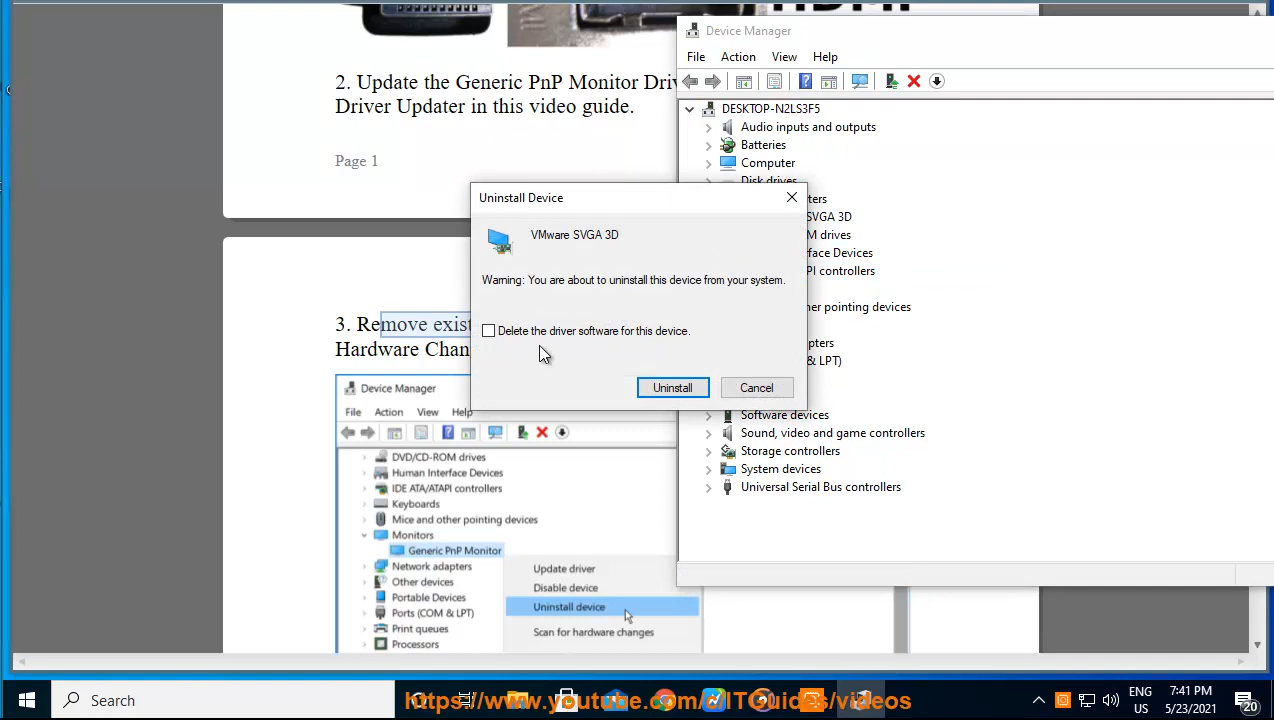 2. Update the Generic PnP Monitor Driv
Driver Updater in this video guide.
Page 1
3. Remove exist
Hardware Chan
Device Manager
File Action View Help
DVD/CD-ROM drives
Human Interface Devices
IDE ATA/ATAPI controllers
Keyboards
Mice and other pointing devices
Monitors
Generic PnP Monitor
Network adapters
Other devices
Portable Devices
Ports (COM & LPT)
Print queues
Processors
Update driver
Disable device
Uninstall device
Scan for hardware changes
Device Manager
File Action View Help
DESKTOP-N2LS3F5
Audio inputs and outputs
Batteries
Computer
Disk drives
ters
SVGA 3D
M drives
face Devices
PI controllers
her pointing devices
apters
& LPT)
Software devices
Sound, video and game controllers
Storage controllers
System devices
Universal Serial Bus controllers
Uninstall Device
VMware SVGA 3D
Warning: You are about to uninstall this device from your system.
Delete the driver software for this device.
Uninstall Cancel
Search
https://www.youtube.com/c/ITGuides/videos
ENG
US
7:41 PM
5/23/2021
20